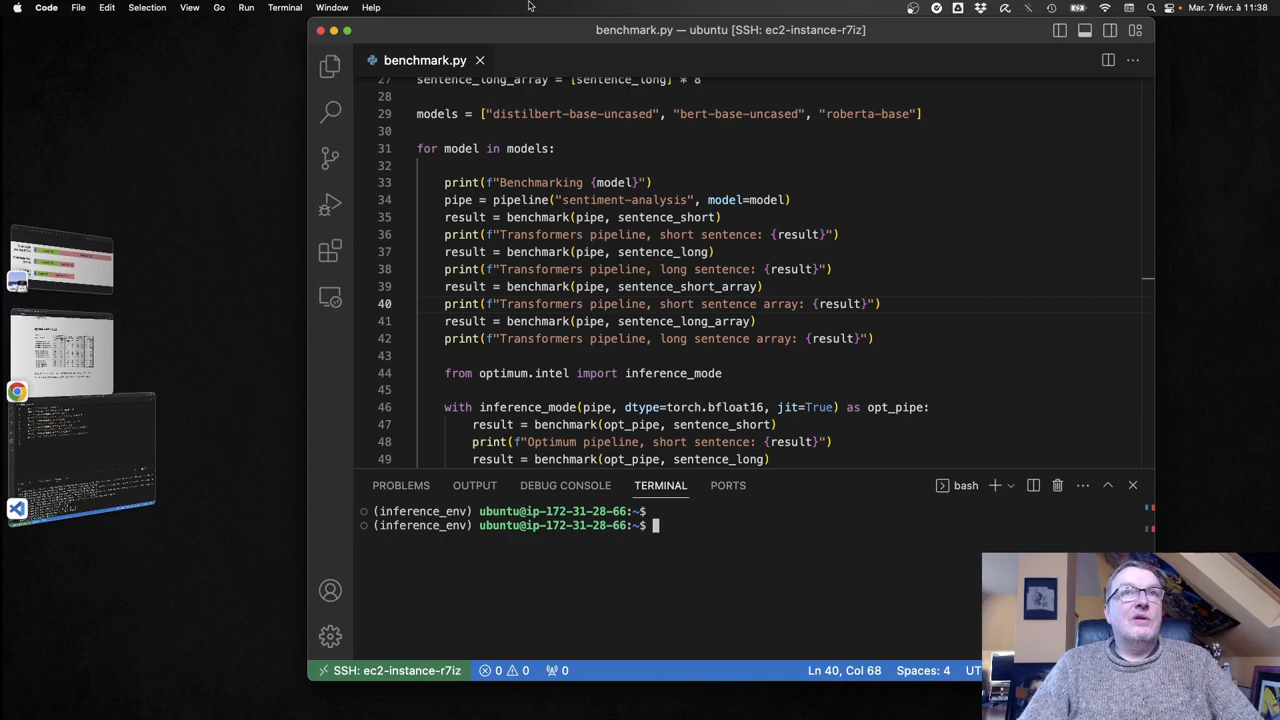 Code File Edit Selection View Go Run Terminal Window Help
Mar. 7 févr. à 11:38
benchmark.py — ubuntu [SSH: ec2-instance-r7iz]
benchmark.py
27 sentence_long_array = [sentence_long] * 8
28
29 models = ["distilbert-base-uncased", "bert-base-uncased", "roberta-base"]
30
31 for model in models:
32
33 print(f"Benchmarking {model}")
34 pipe = pipeline("sentiment-analysis", model=model)
35 result = benchmark(pipe, sentence_short)
36 print(f"Transformers pipeline, short sentence: {result}")
37 result = benchmark(pipe, sentence_long)
38 print(f"Transformers pipeline, long sentence: {result}")
39 result = benchmark(pipe, sentence_short_array)
40 print(f"Transformers pipeline, short sentence array: {result}")
41 result = benchmark(pipe, sentence_long_array)
42 print(f"Transformers pipeline, long sentence array: {result}")
43
44 from optimum.intel import inference_mode
45
46 with inference_mode(pipe, dtype=torch.bfloat16, jit=True) as opt_pipe:
47 result = benchmark(opt_pipe, sentence_short)
48 print(f"Optimum pipeline, short sentence: {result}")
49 result = benchmark(opt_pipe, sentence_long)
PROBLEMS OUTPUT DEBUG CONSOLE TERMINAL PORTS
bash
(inference_env) ubuntu@ip-172-31-28-66:~$
(inference_env) ubuntu@ip-172-31-28-66:~$
SSH: ec2-instance-r7iz 0 0 0 Ln 40, Col 68 Spaces: 4 UT